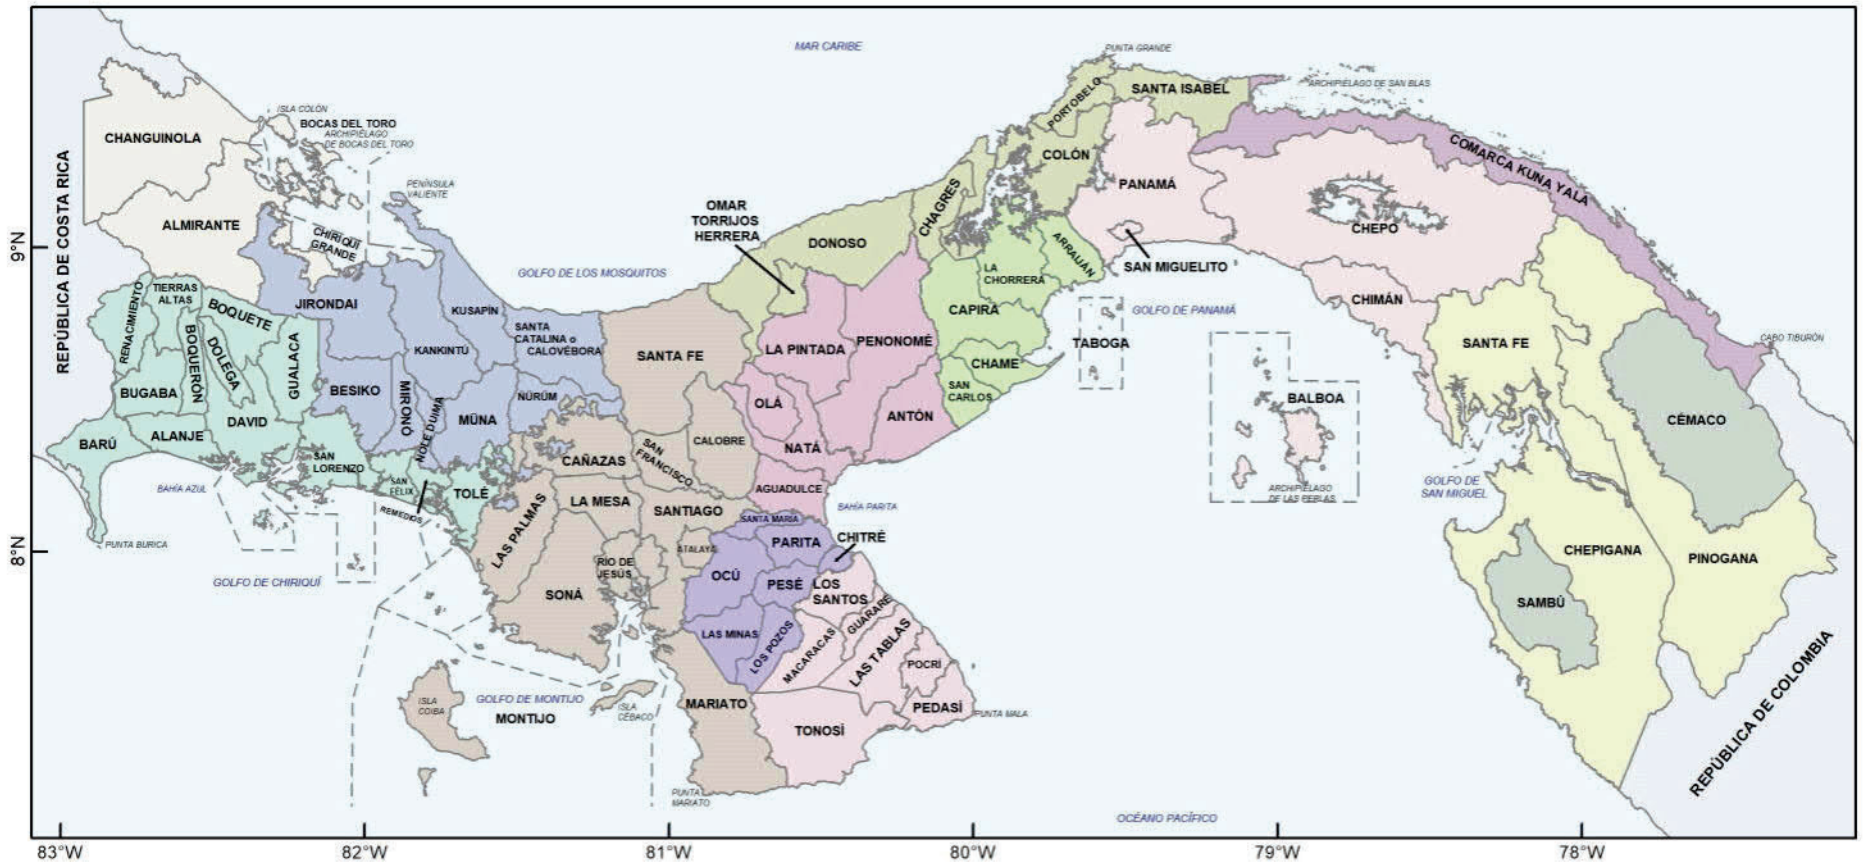 MAR CARIBE
PUNTA GRANDE
ARCHIPIÉLAGO DE SAN BLAS
SANTA ISABEL
PORTOBELO
ISLA COLÓN
BOCAS DEL TORO
ARCHIPIÉLAGO
DE BOCAS DEL TORO
CHANGUINOLA
COLÓN
COMARCA KUNA YALA
REPÚBLICA DE COSTA RICA
PENÍNSULA
VALIENTE
PANAMÁ
ALMIRANTE
CHIRIQUÍ
GRANDE
OMAR
TORRIJOS
HERRERA
CHAGRES
DONOSO
CHEPO
9°N
ARRAIJÁN
SAN MIGUELITO
LA
CHORRERA
GOLFO DE LOS MOSQUITOS
TIERRAS
ALTAS
RENACIMIENTO
BOQUETE
JIRONDAI
KUSAPÍN
CAPIRA
GOLFO DE PANAMÁ
CHIMÁN
SANTA
CATALINA o
CALOVÉBORA
BOQUERÓN
DOLEGA
GUALACA
KANKINTÚ
SANTA FE
LA PINTADA
PENONOMÉ
TABOGA
SANTA FE
CABO TIBURÓN
CHAME
BUGABA
BESIKO
MIRONÓ
NOLE DUIMA
MÜNA
ÑÜRÜM
OLÁ
SAN
CARLOS
BALBOA
ANTÓN
CÉMACO
DAVID
BARÚ
ALANJE
SAN
LORENZO
CAÑAZAS
SAN
FRANCISCO
CALOBRE
NATÁ
SAN
FÉLIX
TOLÉ
REMEDIOS
BAHÍA AZUL
AGUADULCE
ARCHIPIÉLAGO
DE LAS PERLAS
GOLFO DE
SAN MIGUEL
LAS PALMAS
LA MESA
SANTIAGO
BAHÍA PARITA
SANTA MARÍA
PUNTA BURICA
8°N
ATALAYA
PARITA
CHITRÉ
CHEPIGANA
PINOGANA
GOLFO DE CHIRIQUÍ
RÍO DE
JESÚS
OCÚ
PESÉ
LOS
SANTOS
SONÁ
SAMBÚ
GUARARÉ
LAS MINAS
LOS POZOS
MACARACAS
LAS TABLAS
POCRÍ
REPÚBLICA DE COLOMBIA
ISLA
COIBA
GOLFO DE MONTIJO
MONTIJO
ISLA
CÉBACO
MARIATO
PEDASÍ
PUNTA MALA
TONOSÍ
PUNTA
MARIATO
OCÉANO PACÍFICO
83°W
82°W
81°W
80°W
79°W
78°W